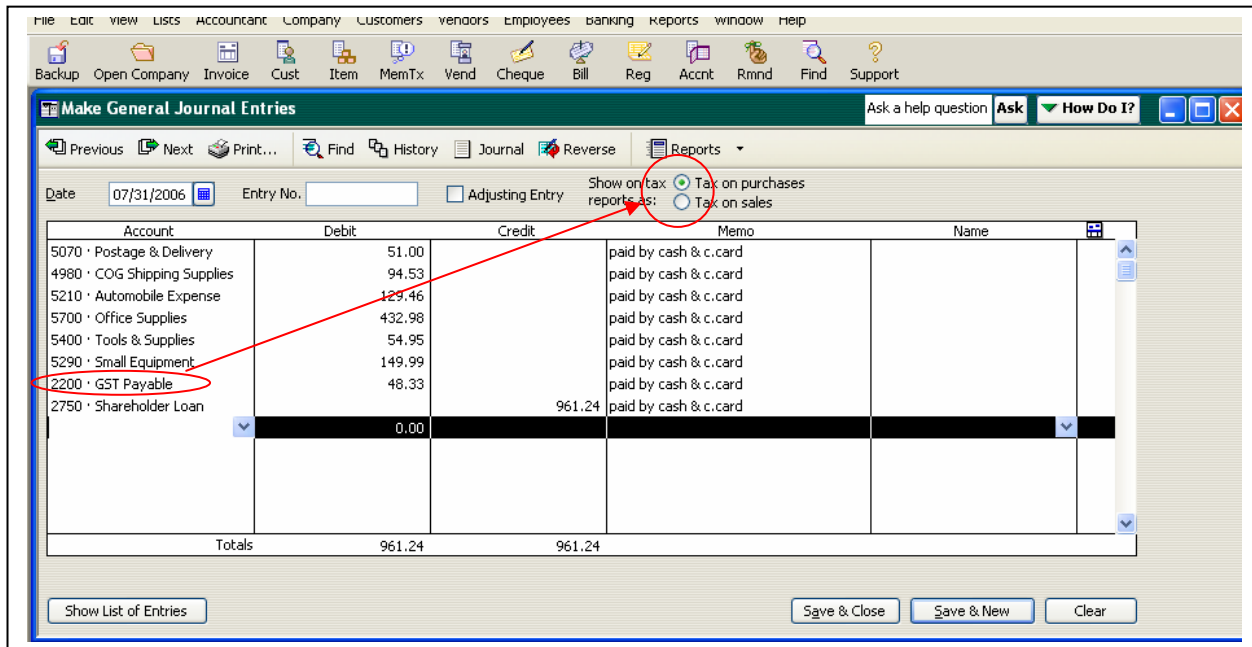 File Edit View Lists Accountant Company Customers Vendors Employees Banking Reports Window Help
Backup Open Company Invoice Cust Item MemTx Vend Cheque Bill Reg Accnt Rmnd Find Support
Make General Journal Entries Ask a help question Ask How Do I?
Previous Next Print... Find History Journal Reverse Reports
Date 07/31/2006 Entry No. Adjusting Entry Show on tax reports as: Tax on purchases
Tax on sales
Account Debit Credit Memo Name
5070 · Postage & Delivery 51.00 paid by cash & c.card
4980 · COG Shipping Supplies 94.53 paid by cash & c.card
5210 · Automobile Expense 129.46 paid by cash & c.card
5700 · Office Supplies 432.98 paid by cash & c.card
5400 · Tools & Supplies 54.95 paid by cash & c.card
5290 · Small Equipment 149.99 paid by cash & c.card
2200 · GST Payable 48.33 paid by cash & c.card
2750 · Shareholder Loan 961.24 paid by cash & c.card
0.00
Totals 961.24 961.24
Show List of Entries Save & Close Save & New Clear